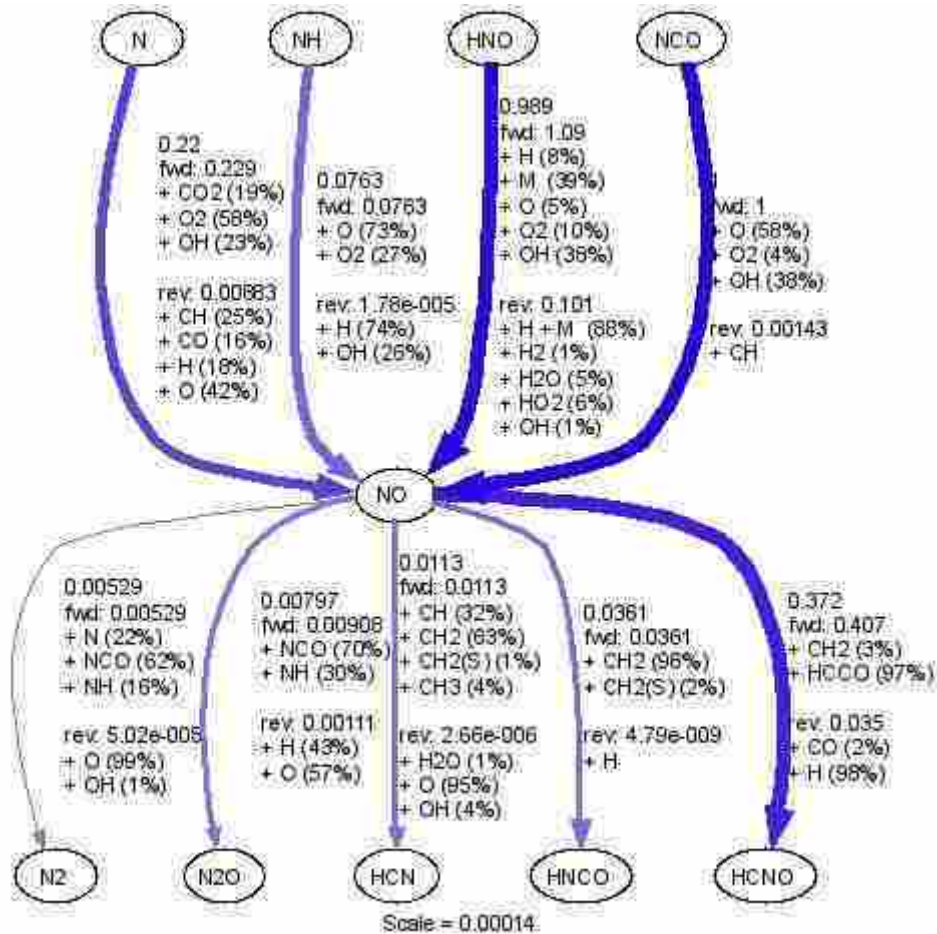 N
NH
HNO
NCO
0.22
fwd: 0.229
+ CO2 (19%)
+ O2 (58%)
+ OH (23%)
rev: 0.00883
+ CH (25%)
+ CO (16%)
+ H (18%)
+ O (42%)
0.0763
fwd: 0.0763
+ O (73%)
+ O2 (27%)
rev: 1.78e-005
+ H (74%)
+ OH (26%)
0.989
fwd: 1.09
+ H (8%)
+ M (39%)
+ O (5%)
+ O2 (10%)
+ OH (38%)
rev: 0.101
+ H + M (88%)
+ H2 (1%)
+ H2O (5%)
+ HO2 (6%)
+ OH (1%)
fwd: 1
+ O (58%)
+ O2 (4%)
+ OH (38%)
rev: 0.00143
+ CH
NO
0.00529
fwd: 0.00529
+ N (22%)
+ NCO (62%)
+ NH (16%)
rev: 5.02e-008
+ O (99%)
+ OH (1%)
0.00797
fwd: 0.00908
+ NCO (70%)
+ NH (30%)
rev: 0.00111
+ H (43%)
+ O (57%)
0.0113
fwd: 0.0113
+ CH (32%)
+ CH2 (63%)
+ CH2(S) (1%)
+ CH3 (4%)
rev: 2.66e-006
+ H2O (1%)
+ O (95%)
+ OH (4%)
0.0361
fwd: 0.0361
+ CH2 (98%)
+ CH2(S) (2%)
rev: 4.79e-009
+ H
0.372
fwd: 0.407
+ CH2 (3%)
+ HCCO (97%)
rev: 0.035
+ CO (2%)
+ H (98%)
N2
N2O
HCN
HNCO
HCNO
Scale = 0.00014